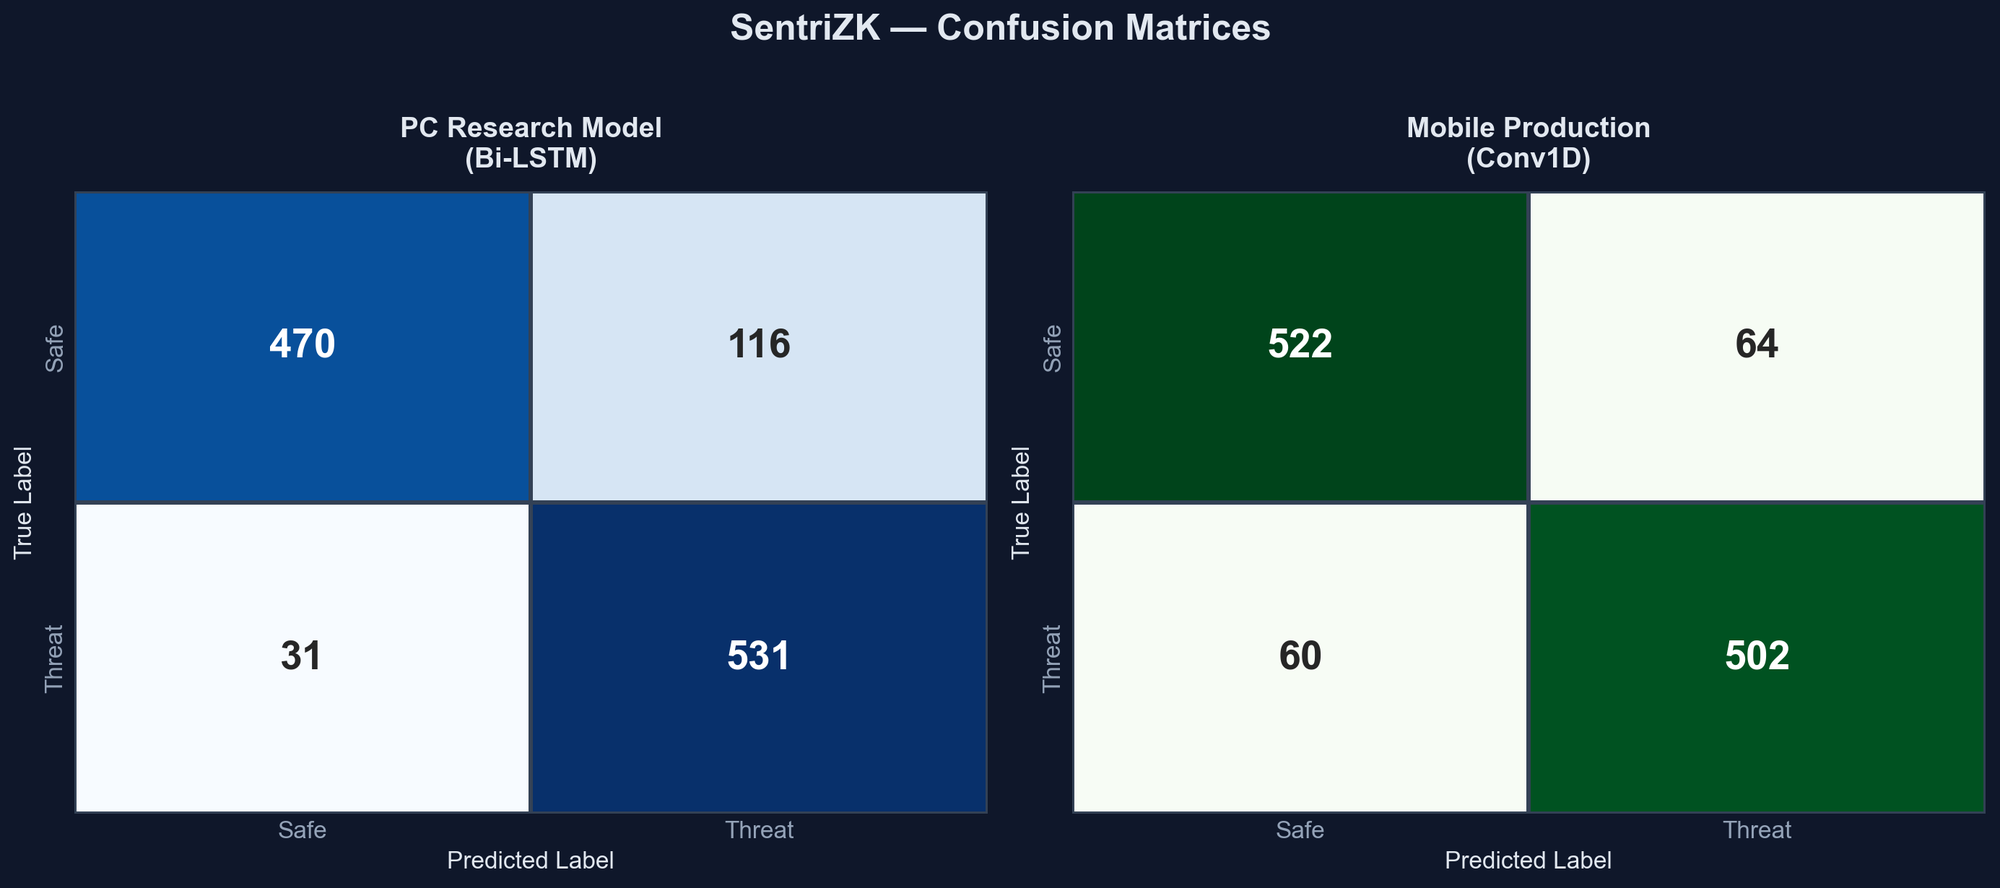 SentriZK — Confusion Matrices
PC Research Model
(Bi-LSTM)
True Label
Safe
Threat
470
116
31
531
Safe
Threat
Predicted Label
Mobile Production
(Conv1D)
True Label
Safe
Threat
522
64
60
502
Safe
Threat
Predicted Label